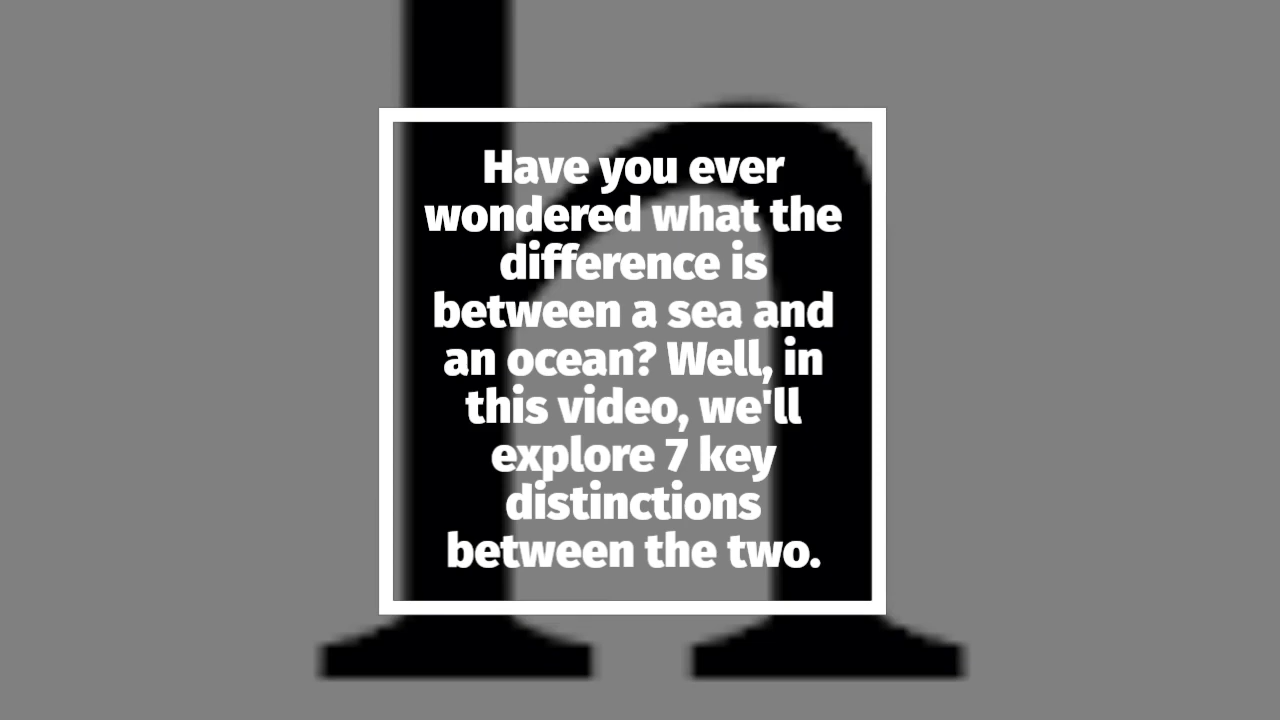 Have you ever
wondered what the
difference is
between a sea and
an ocean? Well, in
this video, we'll
explore 7 key
distinctions
between the two.
h